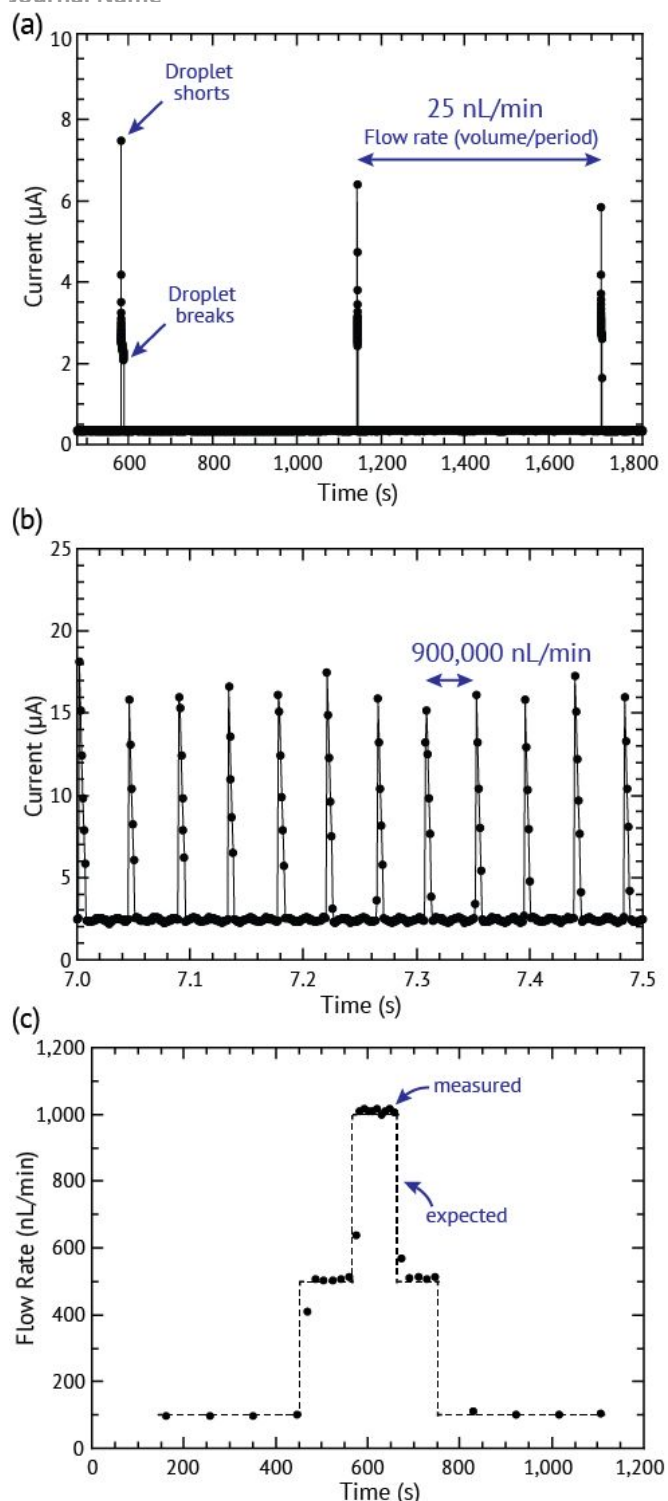 Journal Name
(a)
10
8
6
4
2
0
Current (µA)
Droplet
shorts
25 nL/min
Flow rate (volume/period)
Droplet
breaks
600 800 1,000 1,200 1,400 1,600 1,800
Time (s)
(b)
25
20
15
10
5
0
Current (µA)
900,000 nL/min
7.0 7.1 7.2 7.3 7.4 7.5
Time (s)
(c)
1,200
1,000
800
600
400
200
0
Flow Rate (nL/min)
measured
expected
0 200 400 600 800 1,000 1,200
Time (s)